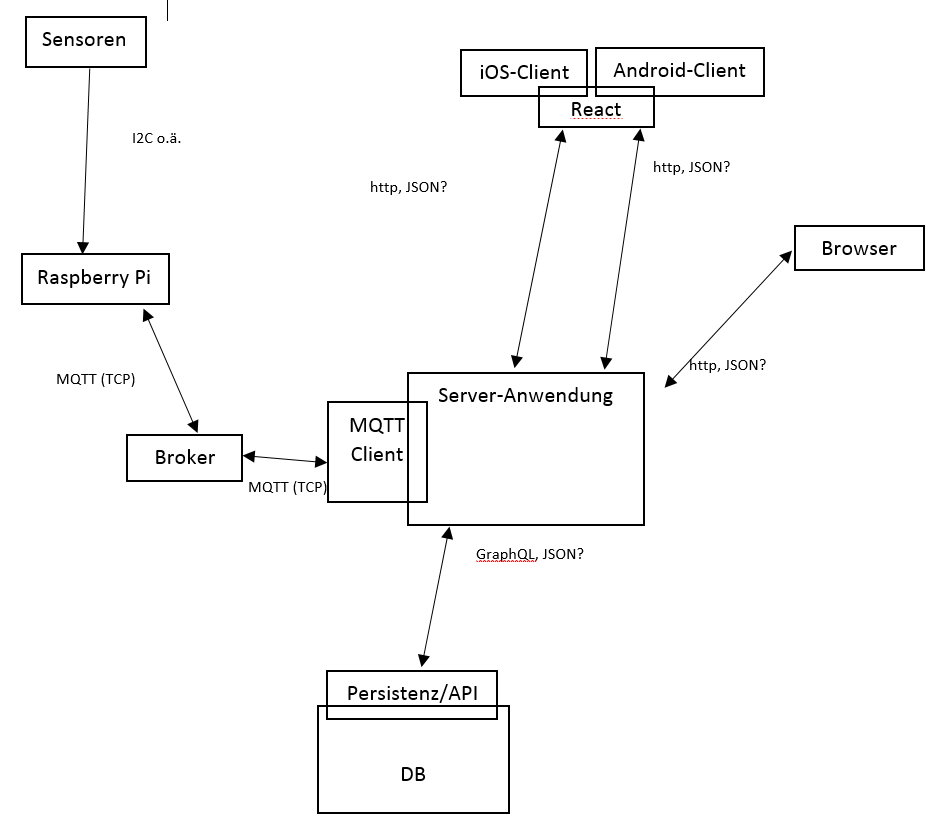 Sensoren
iOS-Client
Android-Client
React
I2C o.ä.
http, JSON?
http, JSON?
Browser
Raspberry Pi
MQTT (TCP)
http, JSON?
Server-Anwendung
MQTT
Client
Broker
MQTT (TCP)
GraphQL, JSON?
Persistenz/API
DB